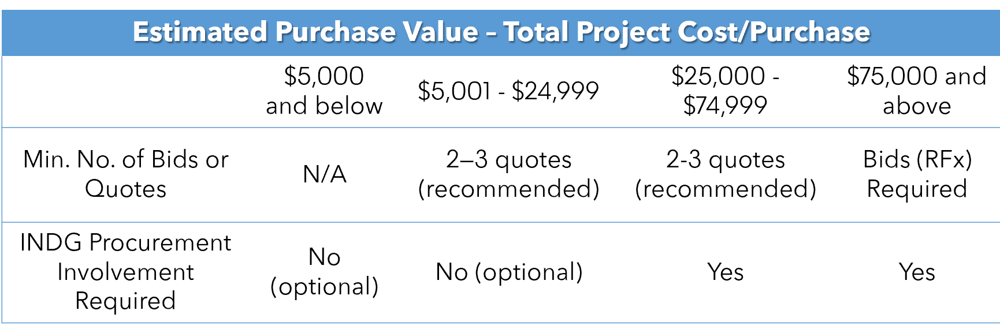 Estimated Purchase Value – Total Project Cost/Purchase
$5,000
and below
$5,001 - $24,999
$25,000 -
$74,999
$75,000 and
above
Min. No. of Bids or
Quotes
N/A
2–3 quotes
(recommended)
2-3 quotes
(recommended)
Bids (RFx)
Required
INDG Procurement
Involvement
Required
No
(optional)
No (optional)
Yes
Yes